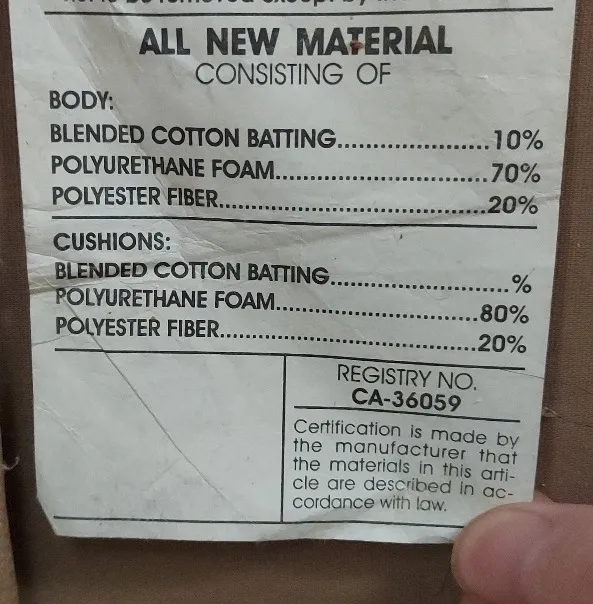 ALL NEW MATERIAL
CONSISTING OF
BODY:
BLENDED COTTON BATTING......................10%
POLYURETHANE FOAM................................70%
POLYESTER FIBER........................................20%
CUSHIONS:
BLENDED COTTON BATTING..........................%
POLYURETHANE FOAM..............................80%
POLYESTER FIBER......................................20%
REGISTRY NO.
CA-36059
Certification is made by
the manufacturer that
the materials in this arti-
cle are described in ac-
cordance with law.